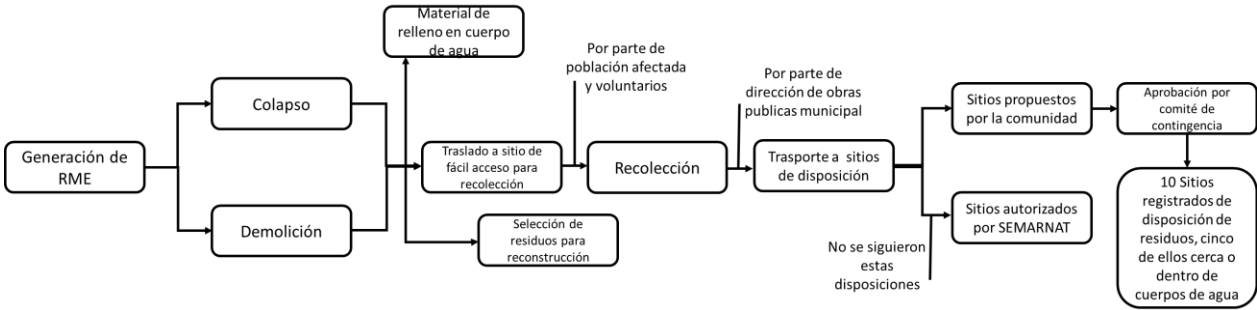 Material de
relleno en cuerpo
de agua
Por parte de
población afectada
y voluntarios
Por parte de
dirección de obras
publicas municipal
Colapso
Sitios propuestos
por la comunidad
Aprobación por
comité de
contingencia
Generación de
RME
Traslado a sitio de
fácil acceso para
recolección
Recolección
Trasporte a sitios
de disposición
Demolición
Selección de
residuos para
reconstrucción
No se siguieron
estas
disposiciones
Sitios autorizados
por SEMARNAT
10 Sitios
registrados de
disposición de
residuos, cinco
de ellos cerca o
dentro de
cuerpos de agua